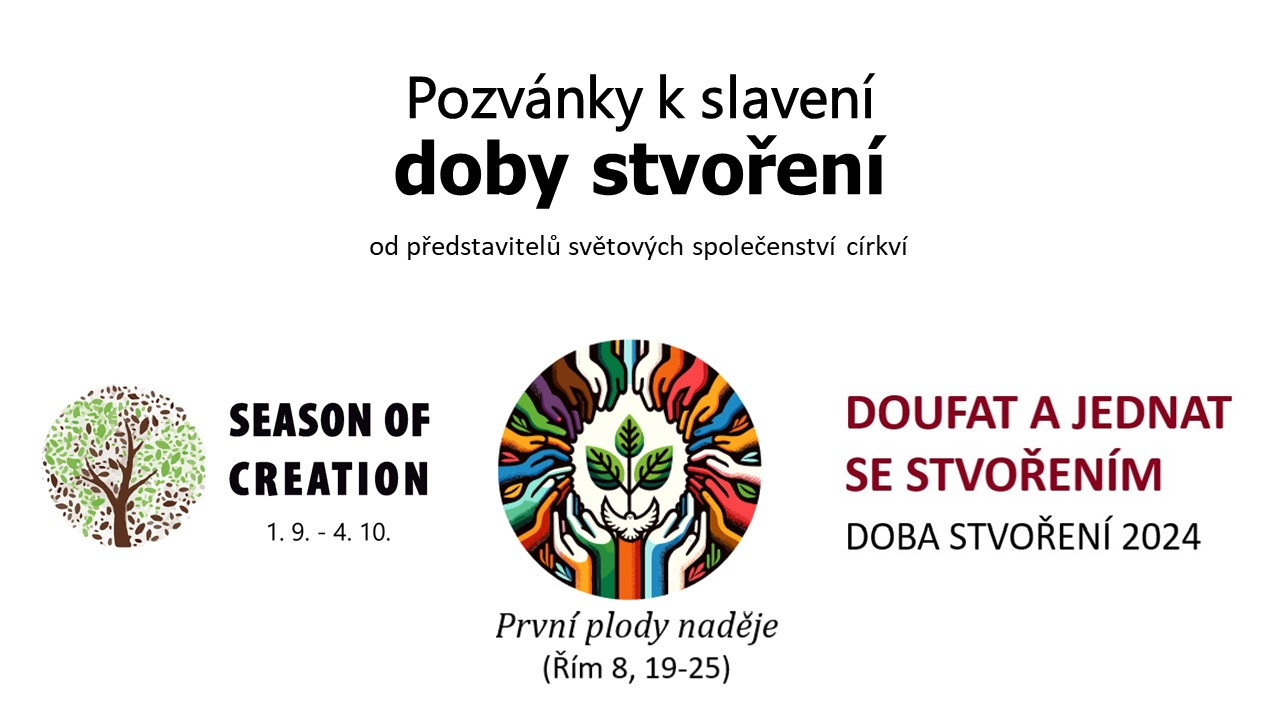 Pozvánky k slavení
doby stvoření
od představitelů světových společenství církví
SEASON OF
CREATION
1. 9. - 4. 10.
První plody naděje
(Řím 8, 19-25)
DOUFAT A JEDNAT
SE STVOŘENÍM
DOBA STVOŘENÍ 2024